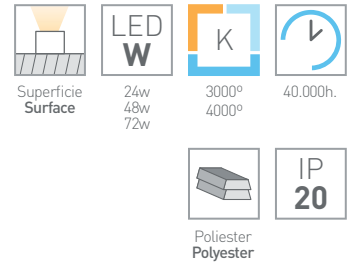 LED
W
K
Superficie
Surface
24w
48w
72w
3000º
4000º
40.000h.
IP
20
Poliester
Polyester